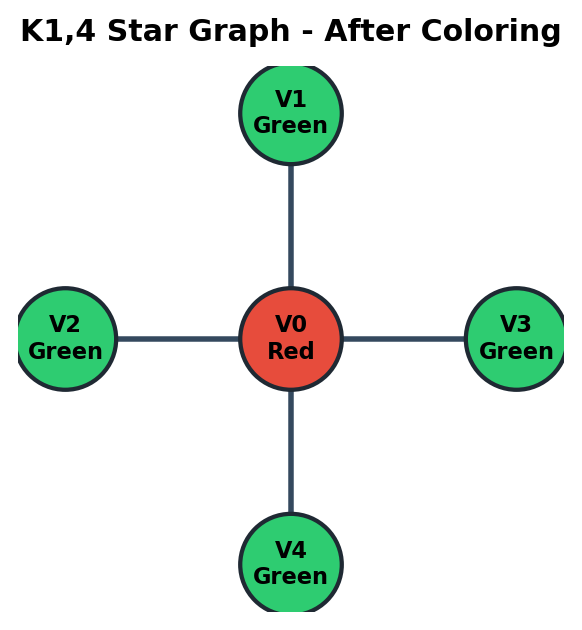 K1,4 Star Graph - After Coloring
V1
Green
V2
Green
V0
Red
V3
Green
V4
Green